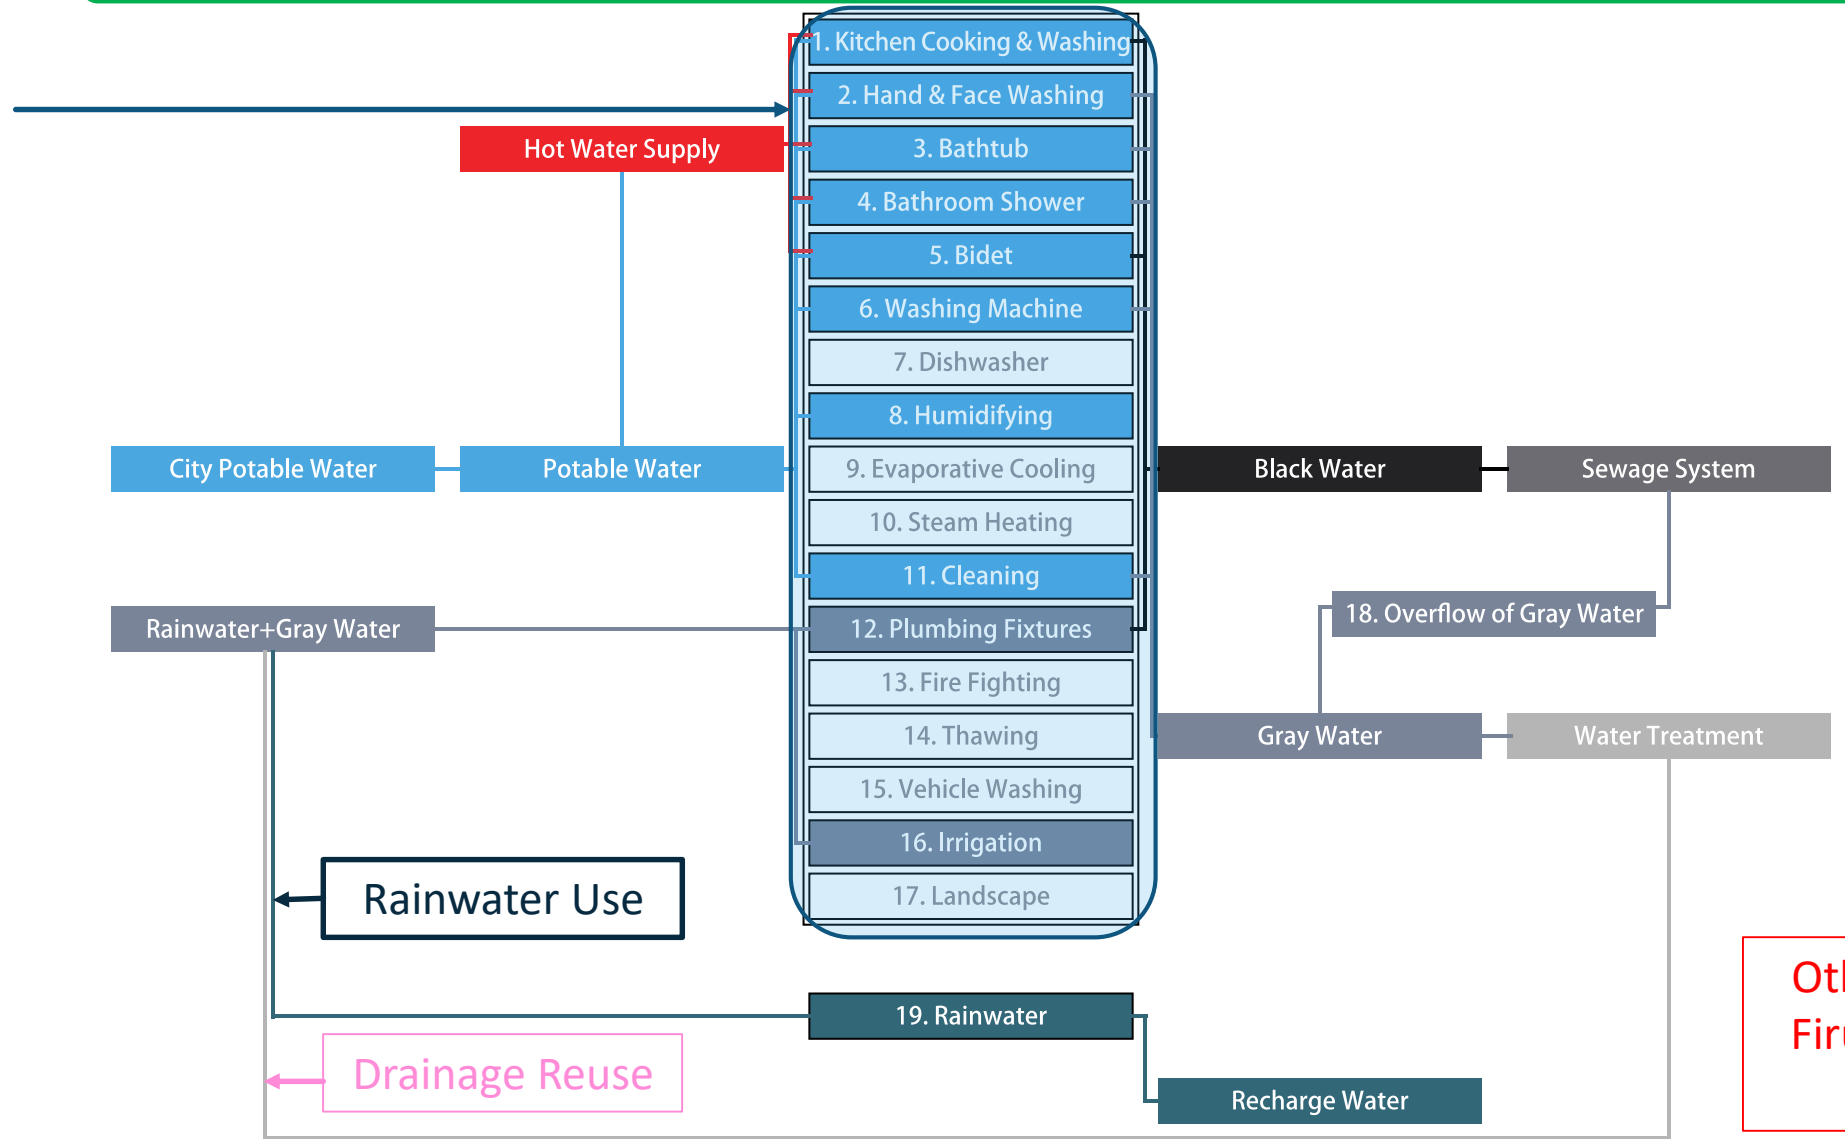 1. Kitchen Cooking & Washing
2. Hand & Face Washing
Hot Water Supply
3. Bathtub
4. Bathroom Shower
5. Bidet
6. Washing Machine
7. Dishwasher
8. Humidifying
City Potable Water
Potable Water
9. Evaporative Cooling
Black Water
Sewage System
10. Steam Heating
11. Cleaning
18. Overflow of Gray Water
Rainwater+Gray Water
12. Plumbing Fixtures
13. Fire Fighting
14. Thawing
Gray Water
Water Treatment
15. Vehicle Washing
16. Irrigation
17. Landscape
Rainwater Use
19. Rainwater
Drainage Reuse
Recharge Water